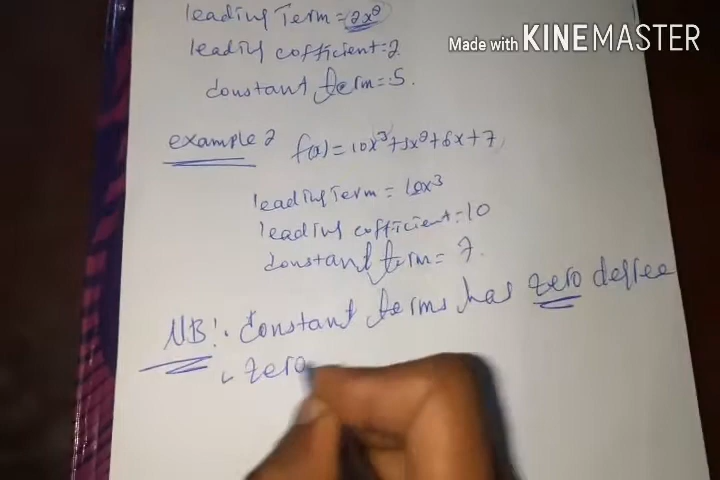 leading Term = 2x²
Made with KINEMASTER
leading cofficient = 2.
constant term = 5.
example 2 f(x) = 10x³ + 5x² + 6x + 7
leading Term = 10x³
leading cofficient = 10
constant term = 7.
NB!. Constant terms has zero degree
. zero